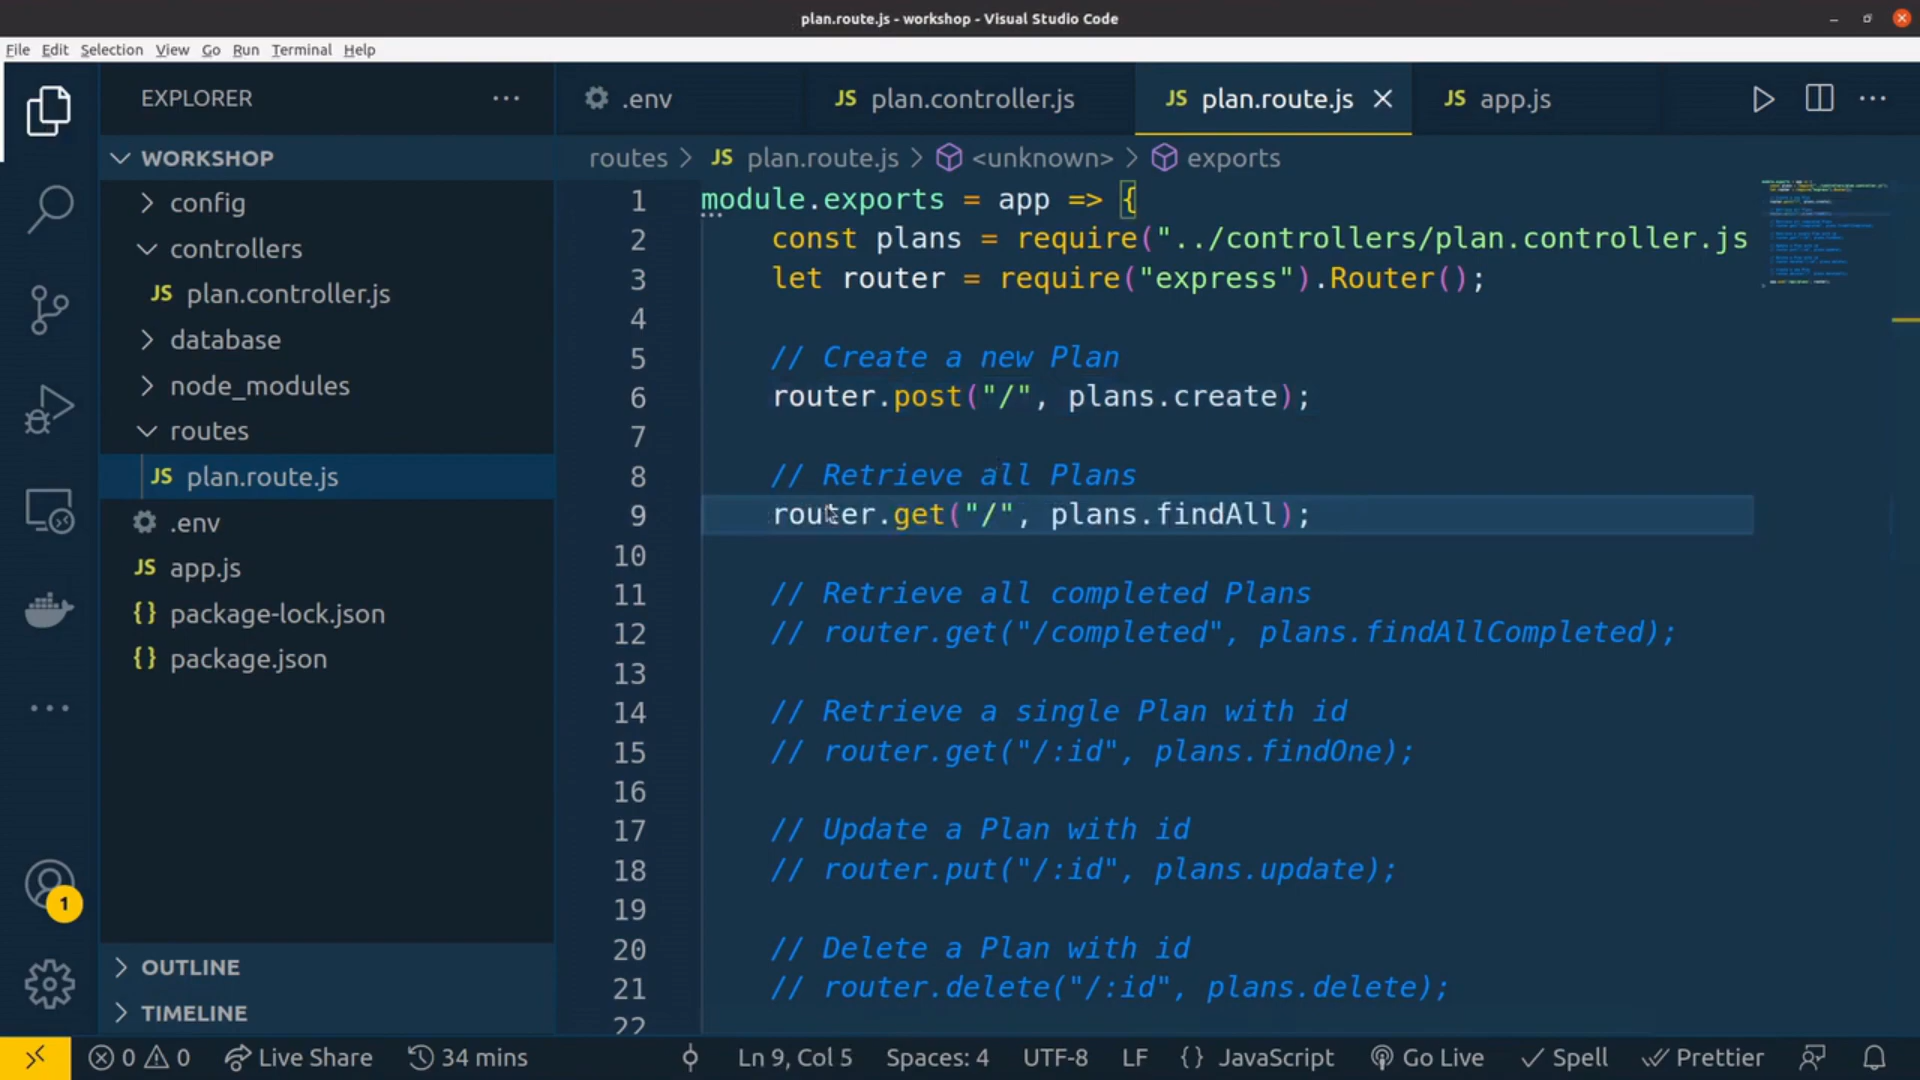 plan.route.js - workshop - Visual Studio Code
File Edit Selection View Go Run Terminal Help
EXPLORER
WORKSHOP
config
controllers
JS plan.controller.js
database
node_modules
routes
JS plan.route.js
.env
JS app.js
{} package-lock.json
{} package.json
OUTLINE
TIMELINE
1
.env JS plan.controller.js JS plan.route.js JS app.js
routes > JS plan.route.js > <unknown> > exports
1 module.exports = app => {
2 const plans = require("../controllers/plan.controller.js
3 let router = require("express").Router();
4
5 // Create a new Plan
6 router.post("/", plans.create);
7
8 // Retrieve all Plans
9 router.get("/", plans.findAll);
10
11 // Retrieve all completed Plans
12 // router.get("/completed", plans.findAllCompleted);
13
14 // Retrieve a single Plan with id
15 // router.get("/:id", plans.findOne);
16
17 // Update a Plan with id
18 // router.put("/:id", plans.update);
19
20 // Delete a Plan with id
21 // router.delete("/:id", plans.delete);
22
0 0 Live Share 34 mins Ln 9, Col 5 Spaces: 4 UTF-8 LF {} JavaScript Go Live Spell Prettier